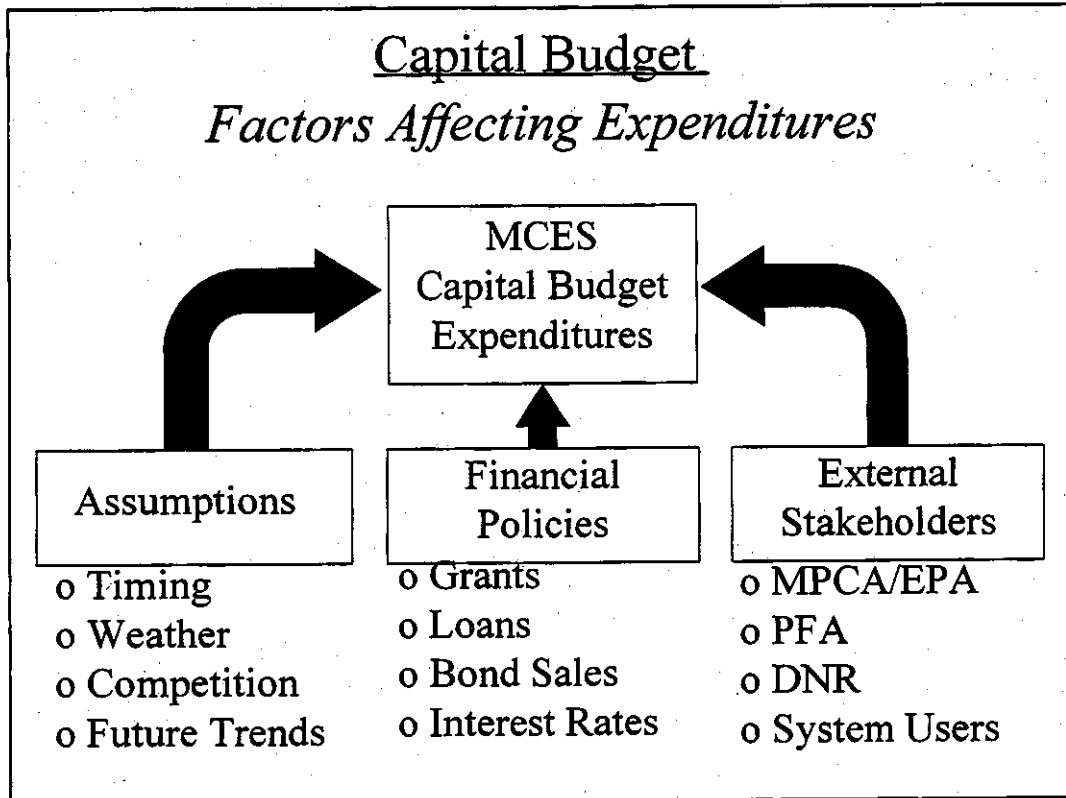 Capital Budget
Factors Affecting Expenditures
MCES
Capital Budget
Expenditures
Assumptions
o Timing
o Weather
o Competition
o Future Trends
Financial
Policies
o Grants
o Loans
o Bond Sales
o Interest Rates
External
Stakeholders
o MPCA/EPA
o PFA
o DNR
o System Users